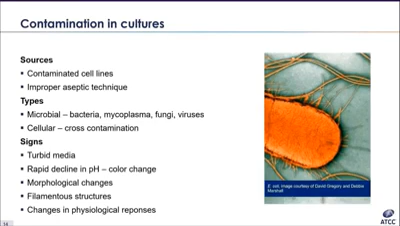 Contamination in cultures
Sources
▪ Contaminated cell lines
▪ Improper aseptic technique
Types
▪ Microbial – bacteria, mycoplasma, fungi, viruses
▪ Cellular – cross contamination
Signs
▪ Turbid media
▪ Rapid decline in pH – color change
▪ Morphological changes
▪ Filamentous structures
▪ Changes in physiological reponses
E. coli. Image courtesy of David Gregory and Debbie
Marshall
14
ATCC